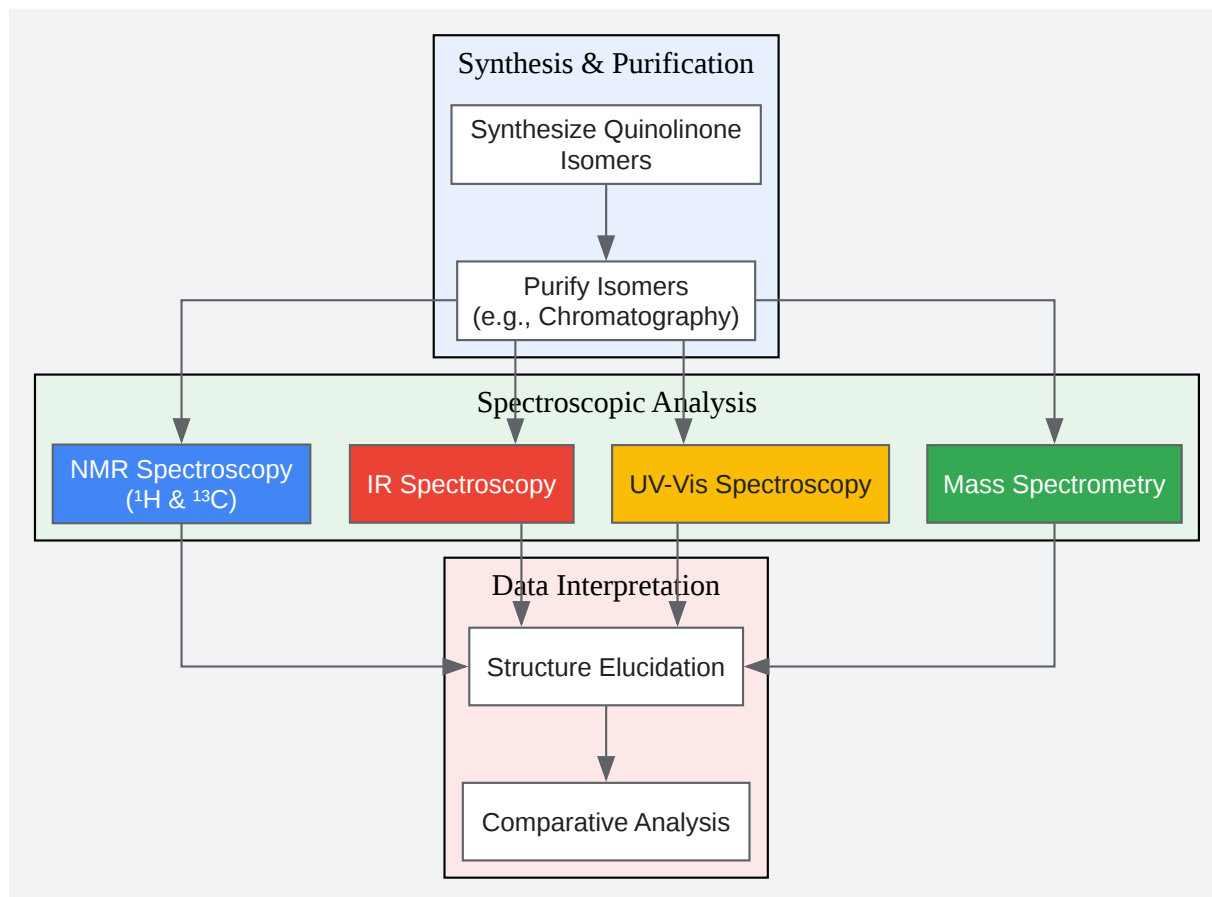 Synthesis & Purification
Synthesize Quinolinone
Isomers
Purify Isomers
(e.g., Chromatography)
Spectroscopic Analysis
NMR Spectroscopy
(¹H & ¹³C)
IR Spectroscopy
UV-Vis Spectroscopy
Mass Spectrometry
Data Interpretation
Structure Elucidation
Comparative Analysis